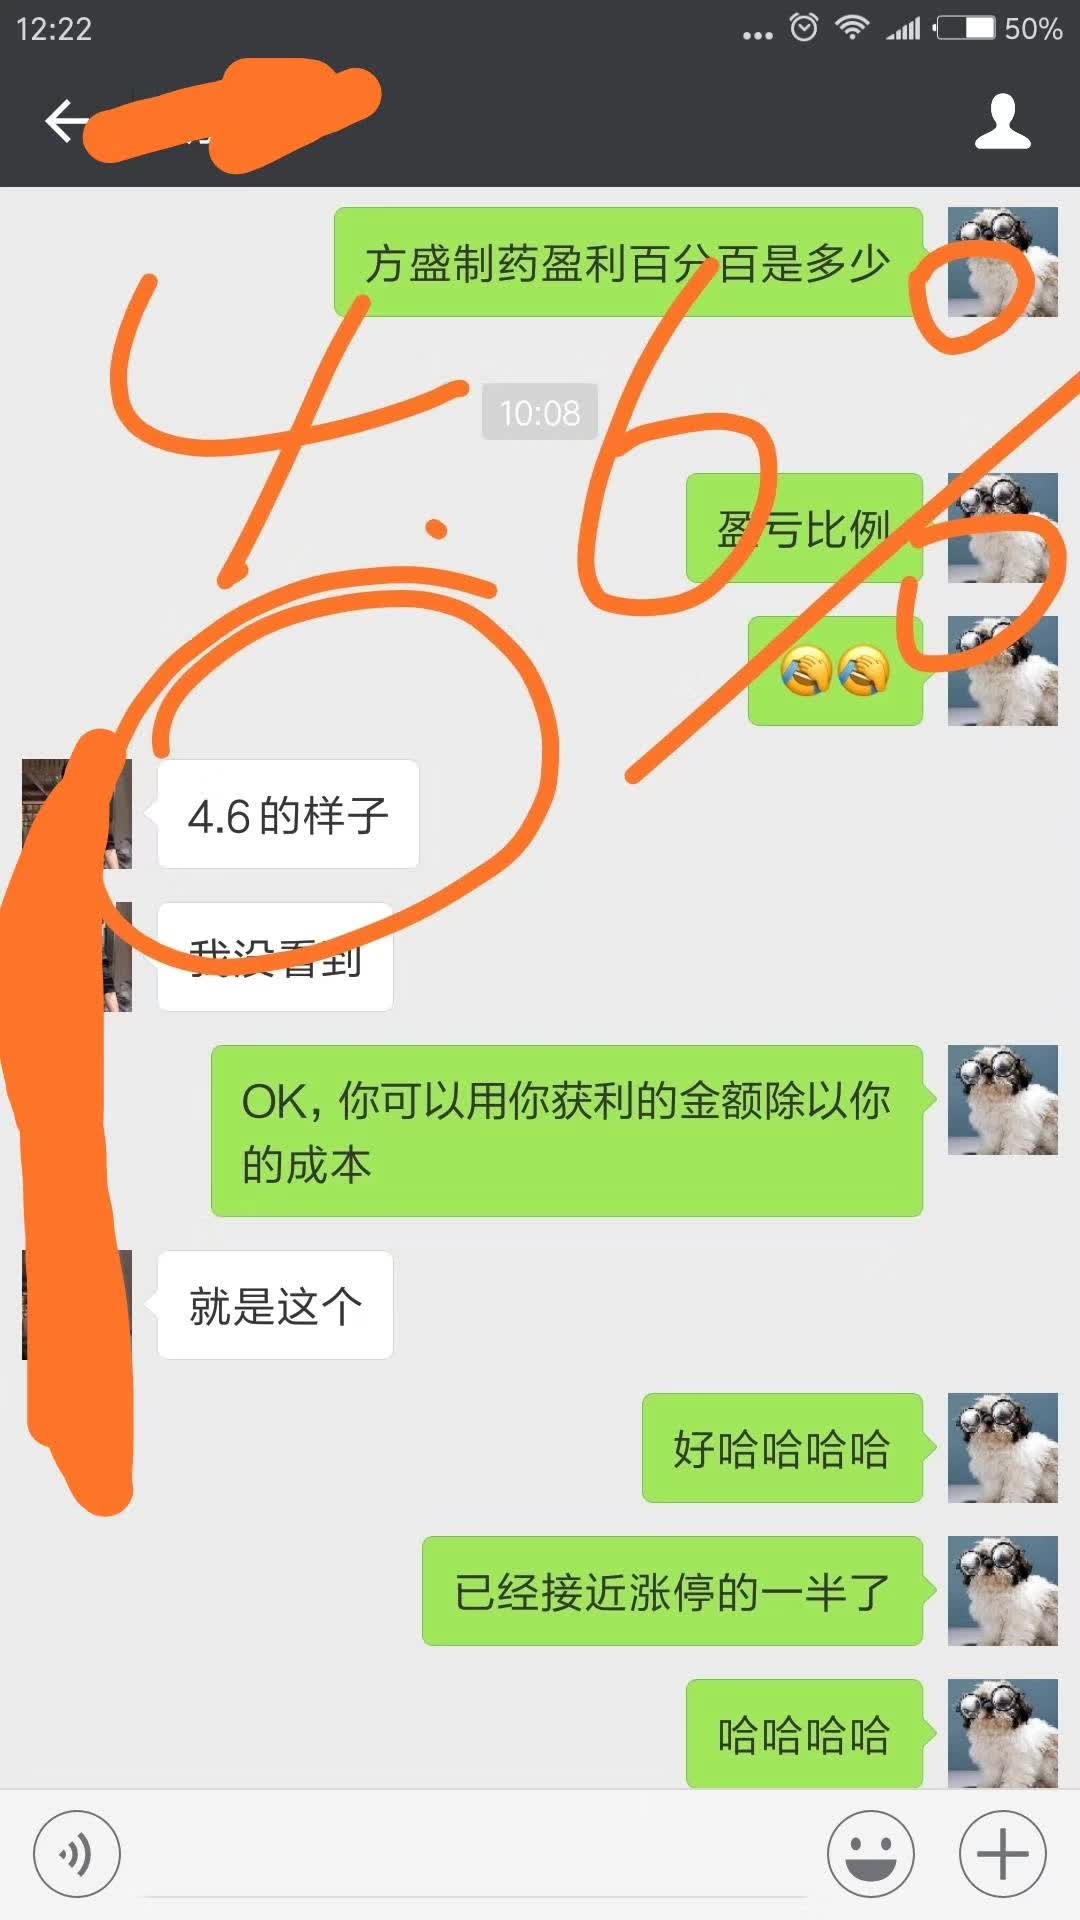 12:22
50%
方盛制药盈利百分百是多少
4.6%
10:08
盈亏比例
4.6的样子
我没看到
OK, 你可以用你获利的金额除以你
的成本
就是这个
好哈哈哈哈
已经接近涨停的一半了
哈哈哈哈